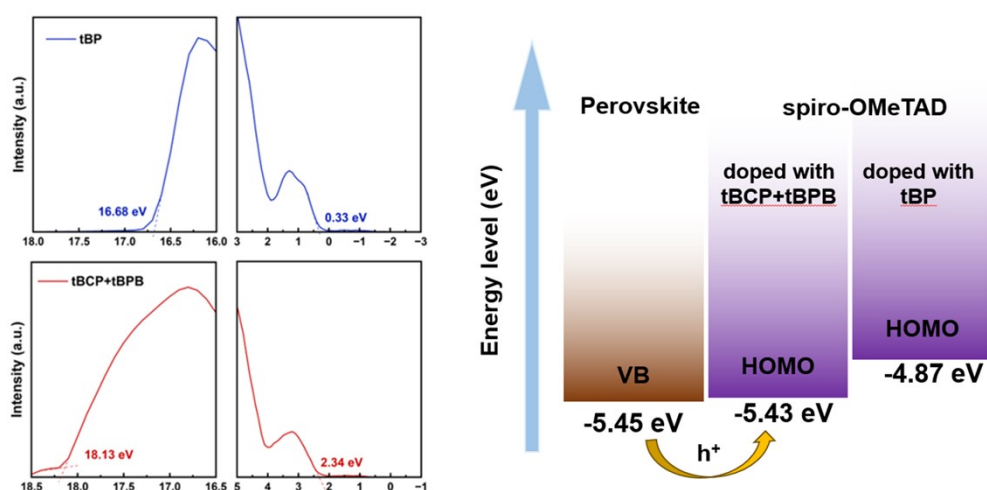 Intensity (a.u.)
tBP
16.68 eV
0.33 eV
18.0 17.5 17.0 16.5 16.0
3 2 1 0 −1 −2 −3
Intensity (a.u.)
tBCP+tBPB
18.13 eV
2.34 eV
18.5 18.0 17.5 17.0 16.5
5 4 3 2 1 0 -1
Energy level (eV)
Perovskite
spiro-OMeTAD
doped with
tBCP+tBPB
doped with
tBP
VB
HOMO
HOMO
-5.45 eV
-5.43 eV
-4.87 eV
h+